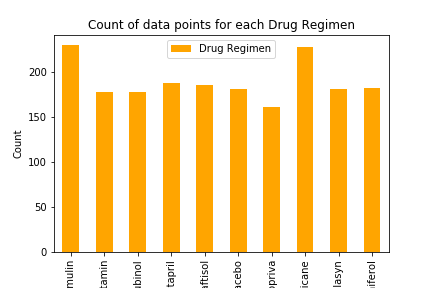 Count of data points for each Drug Regimen
Drug Regimen
Count
200
150
100
50
0
mulin
tamin
ubinol
tapril
aftisol
acebo
opriva
icane
lasyn
iiferol